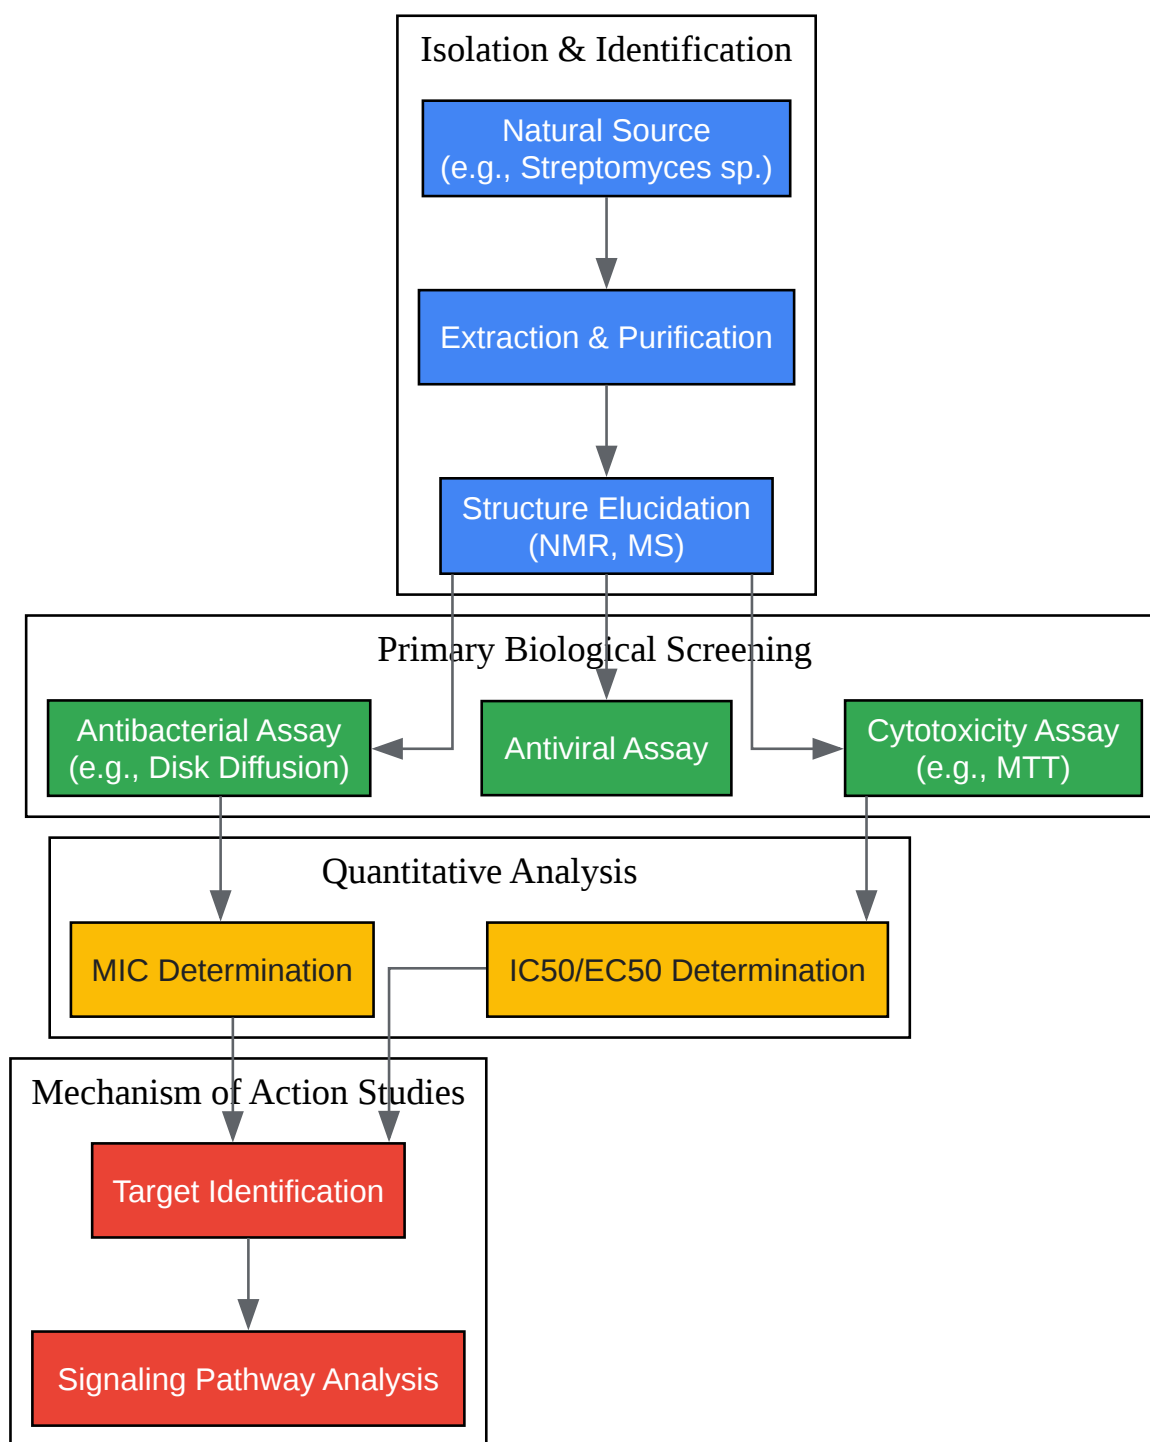 Isolation & Identification
Natural Source
(e.g., Streptomyces sp.)
Extraction & Purification
Structure Elucidation
(NMR, MS)
Primary Biological Screening
Antibacterial Assay
(e.g., Disk Diffusion)
Antiviral Assay
Cytotoxicity Assay
(e.g., MTT)
Quantitative Analysis
MIC Determination
IC50/EC50 Determination
Mechanism of Action Studies
Target Identification
Signaling Pathway Analysis